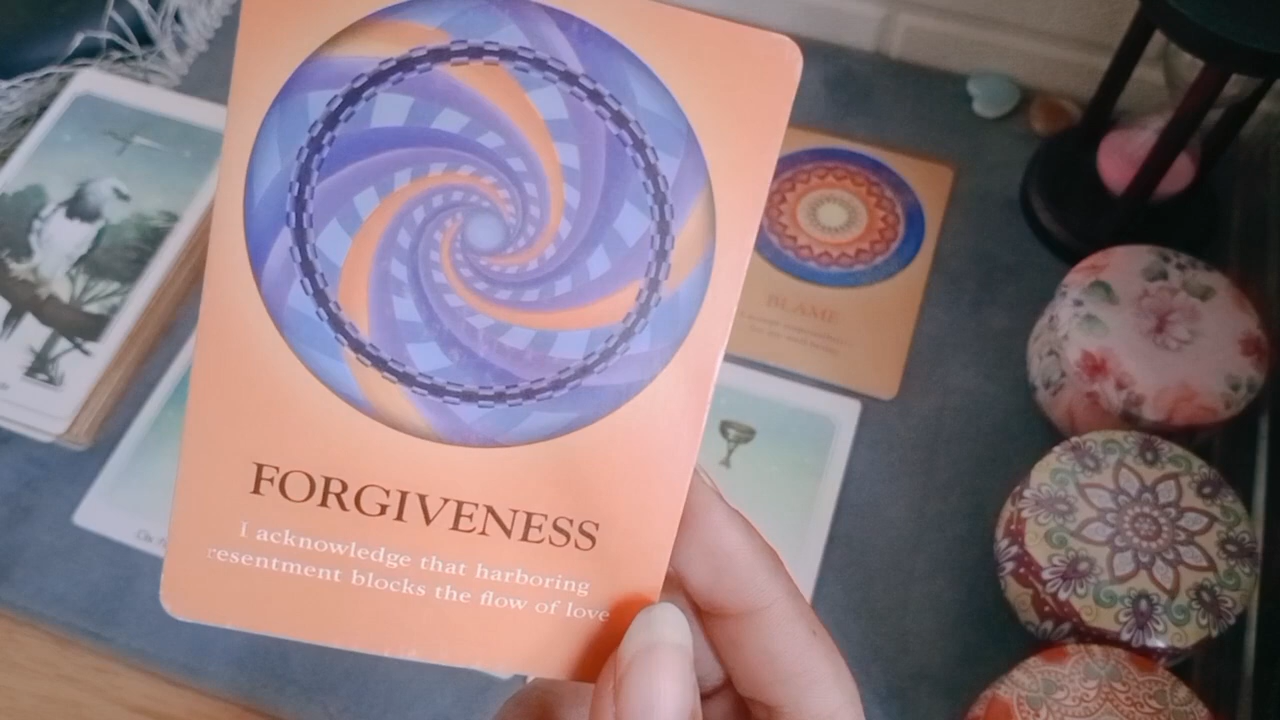 FORGIVENESS
I acknowledge that harboring
resentment blocks the flow of love
BLAME